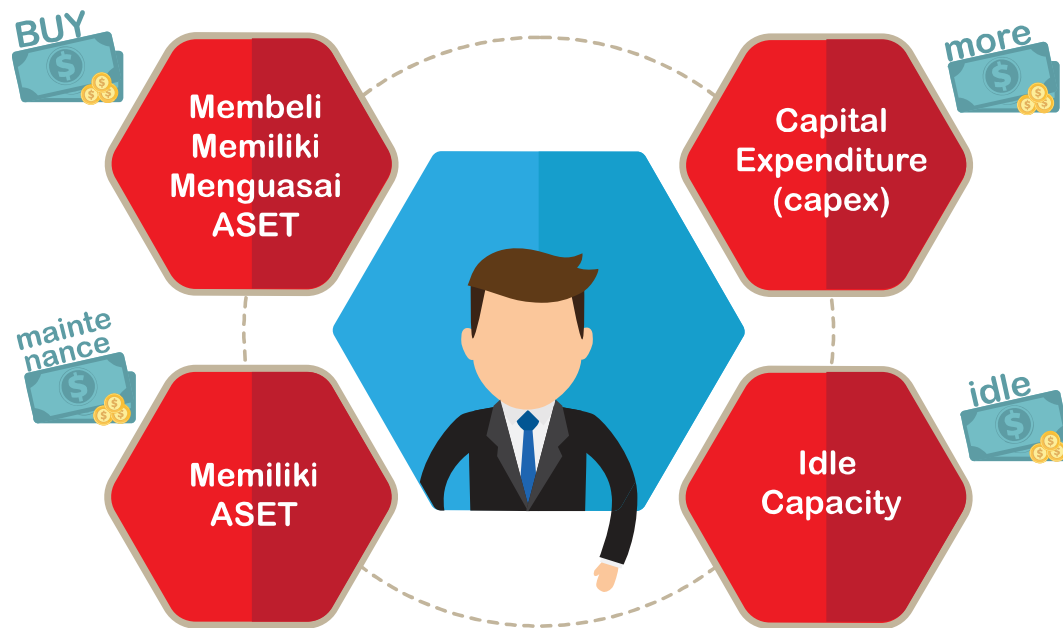 BUY
Membeli
Memiliki
Menguasai
ASET
more
Capital
Expenditure
(capex)
mainte
nance
Memiliki
ASET
idle
Idle
Capacity